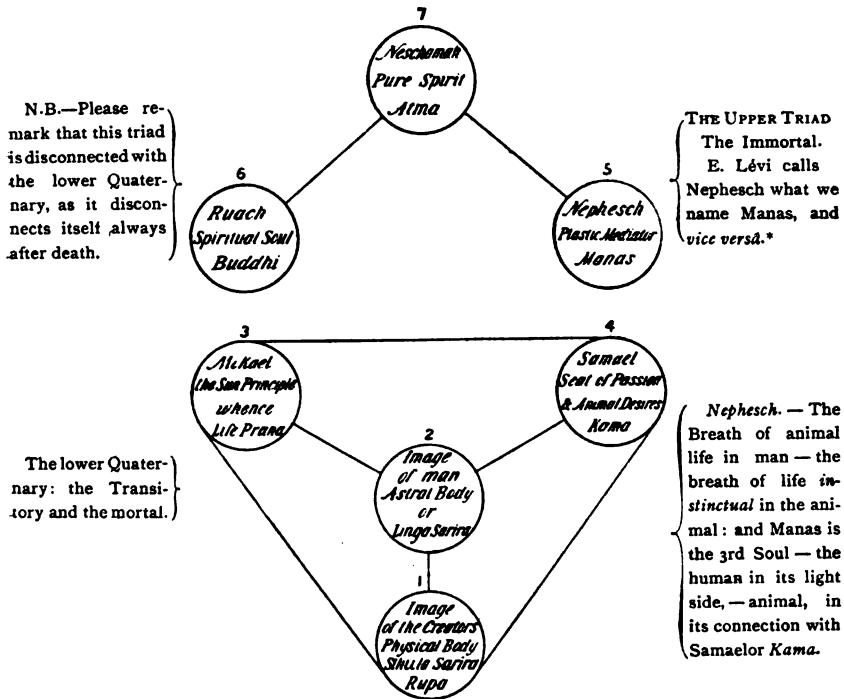 7
Neschamah
Pure Spirit
Atma
N.B.—Please re-
mark that this triad
is disconnected with
the lower Quater-
nary, as it discon-
nects itself always
after death.
6
Ruach
Spiritual Soul
Buddhi
5
Nephesch
Plastic Mediator
Manas
THE UPPER TRIAD
The Immortal.
E. Lévi calls
Nephesch what we
name Manas, and
vice versâ.*
3
Mikael
the Sun Principle
whence
Life Prana
4
Samael
Seat of Passion
& Animal Desires
Kama
2
Image
of man
Astral Body
or
Linga Sarira
1
Image
of the Creators
Physical Body
Sthula Sarira
Rupa
The lower Quater-
nary: the Transi-
tory and the mortal.
Nephesch. — The
Breath of animal
life in man — the
breath of life in-
stinctual in the ani-
mal : and Manas is
the 3rd Soul — the
human in its light
side, — animal, in
its connection with
Samaelor Kama.